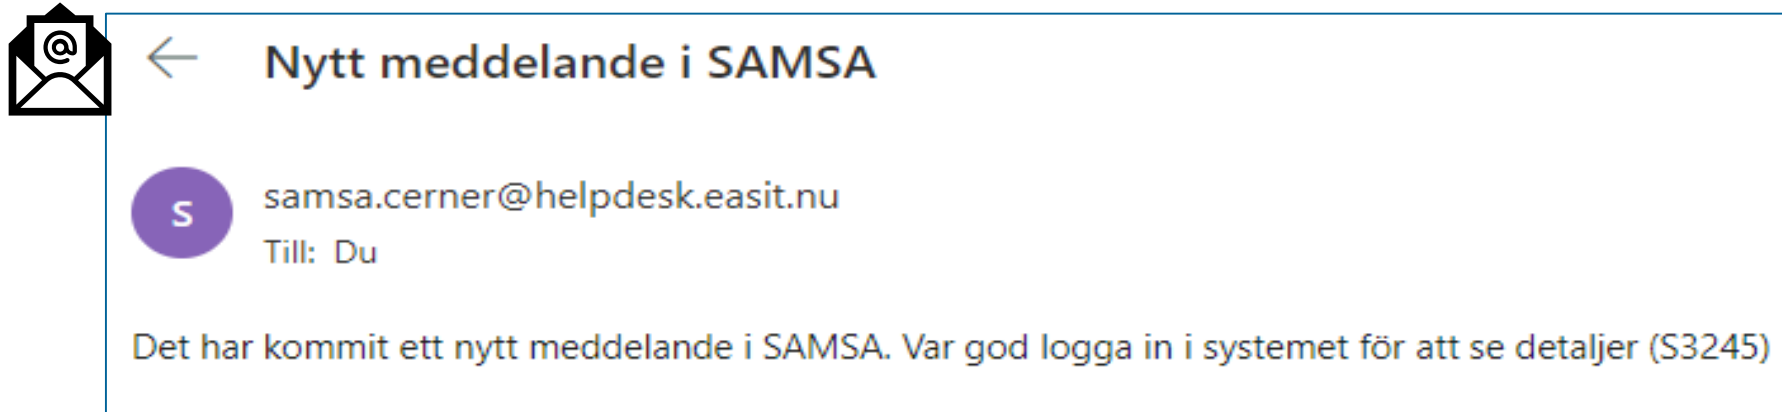 @
Nytt meddelande i SAMSA
S
samsa.cerner@helpdesk.easit.nu
Till: Du
Det har kommit ett nytt meddelande i SAMSA. Var god logga in i systemet för att se detaljer (S3245)